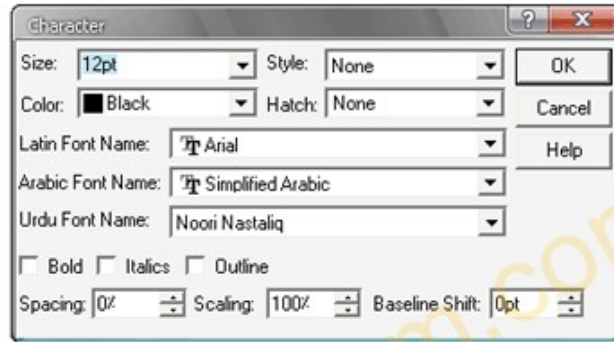 Character
Size: 12pt Style: None OK
Color: Black Hatch: None Cancel
Latin Font Name: Arial Help
Arabic Font Name: Simplified Arabic
Urdu Font Name: Noori Nastaliq
Bold Italics Outline
Spacing: 0% Scaling: 100% Baseline Shift: 0pt